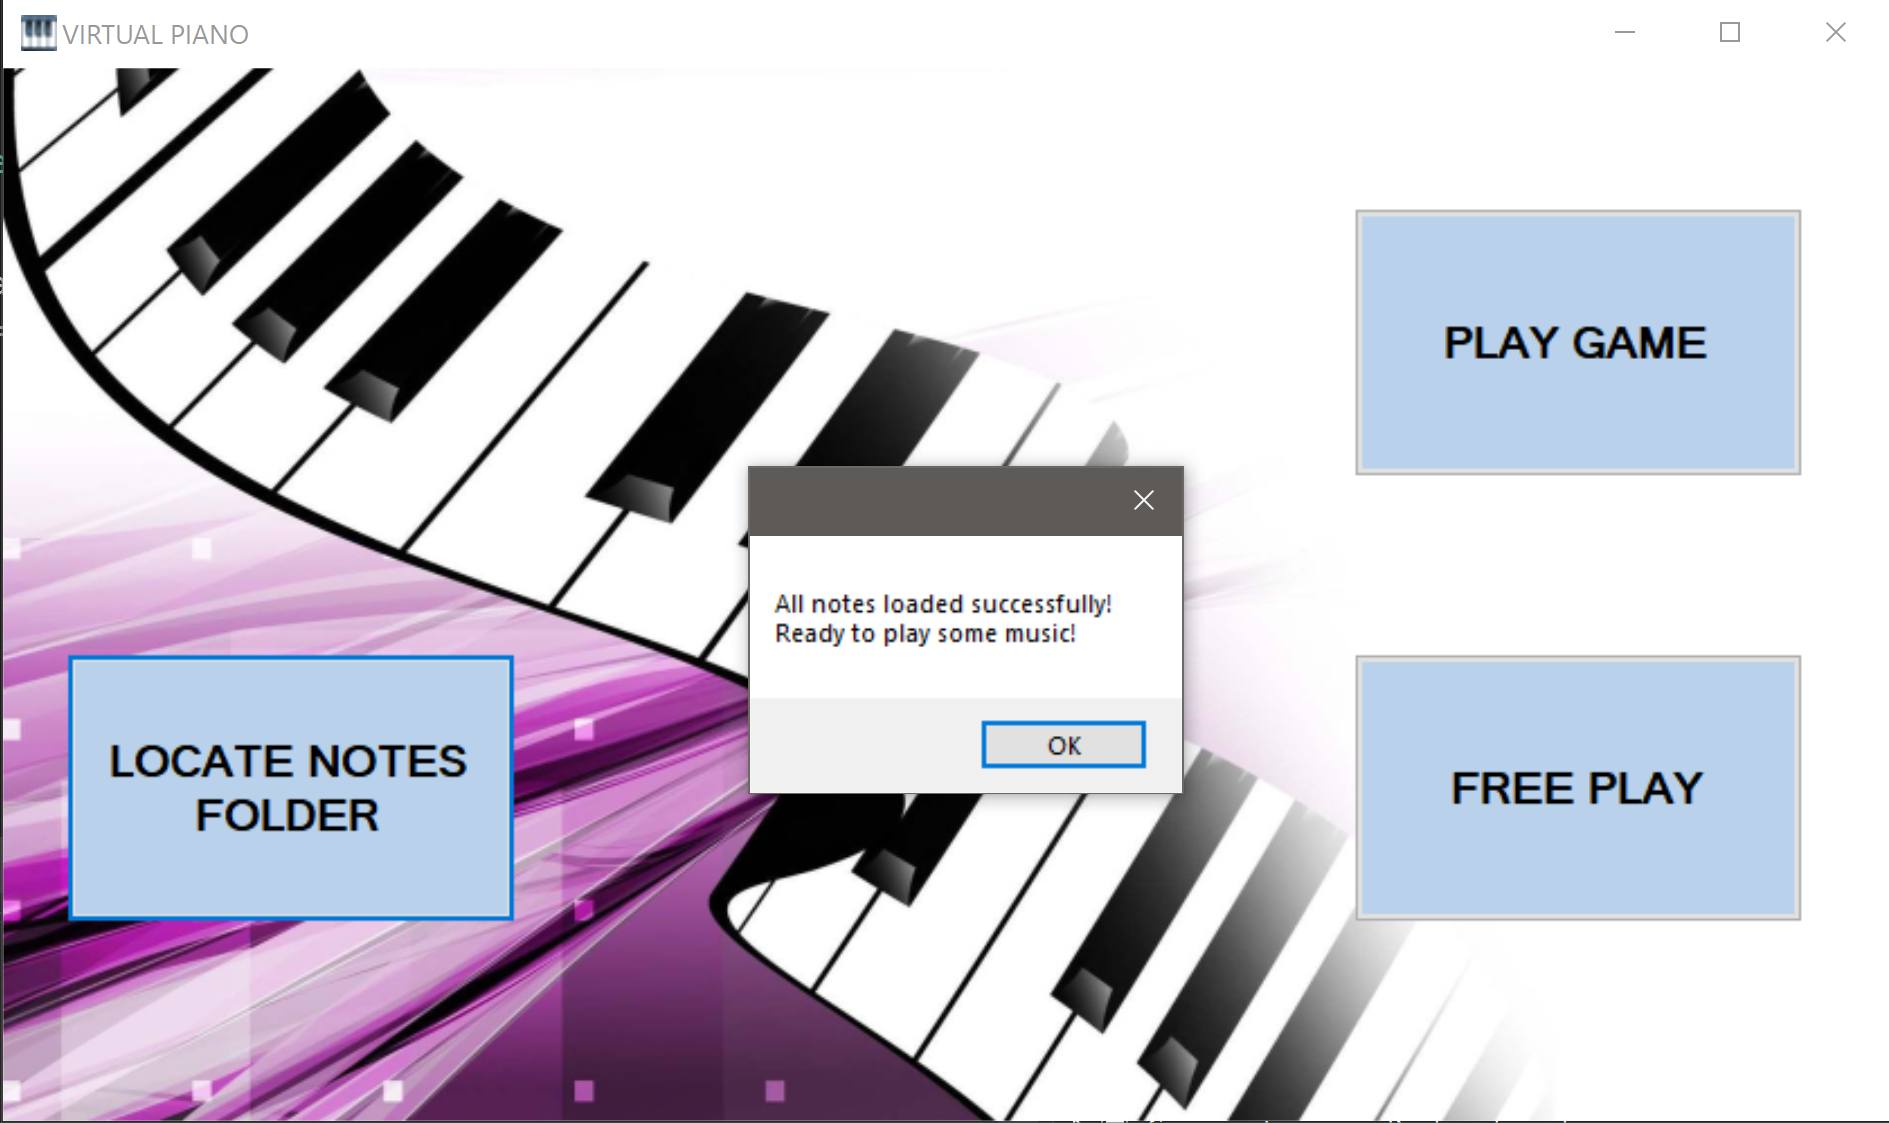 VIRTUAL PIANO
PLAY GAME
All notes loaded successfully!
Ready to play some music!
OK
LOCATE NOTES
FOLDER
FREE PLAY